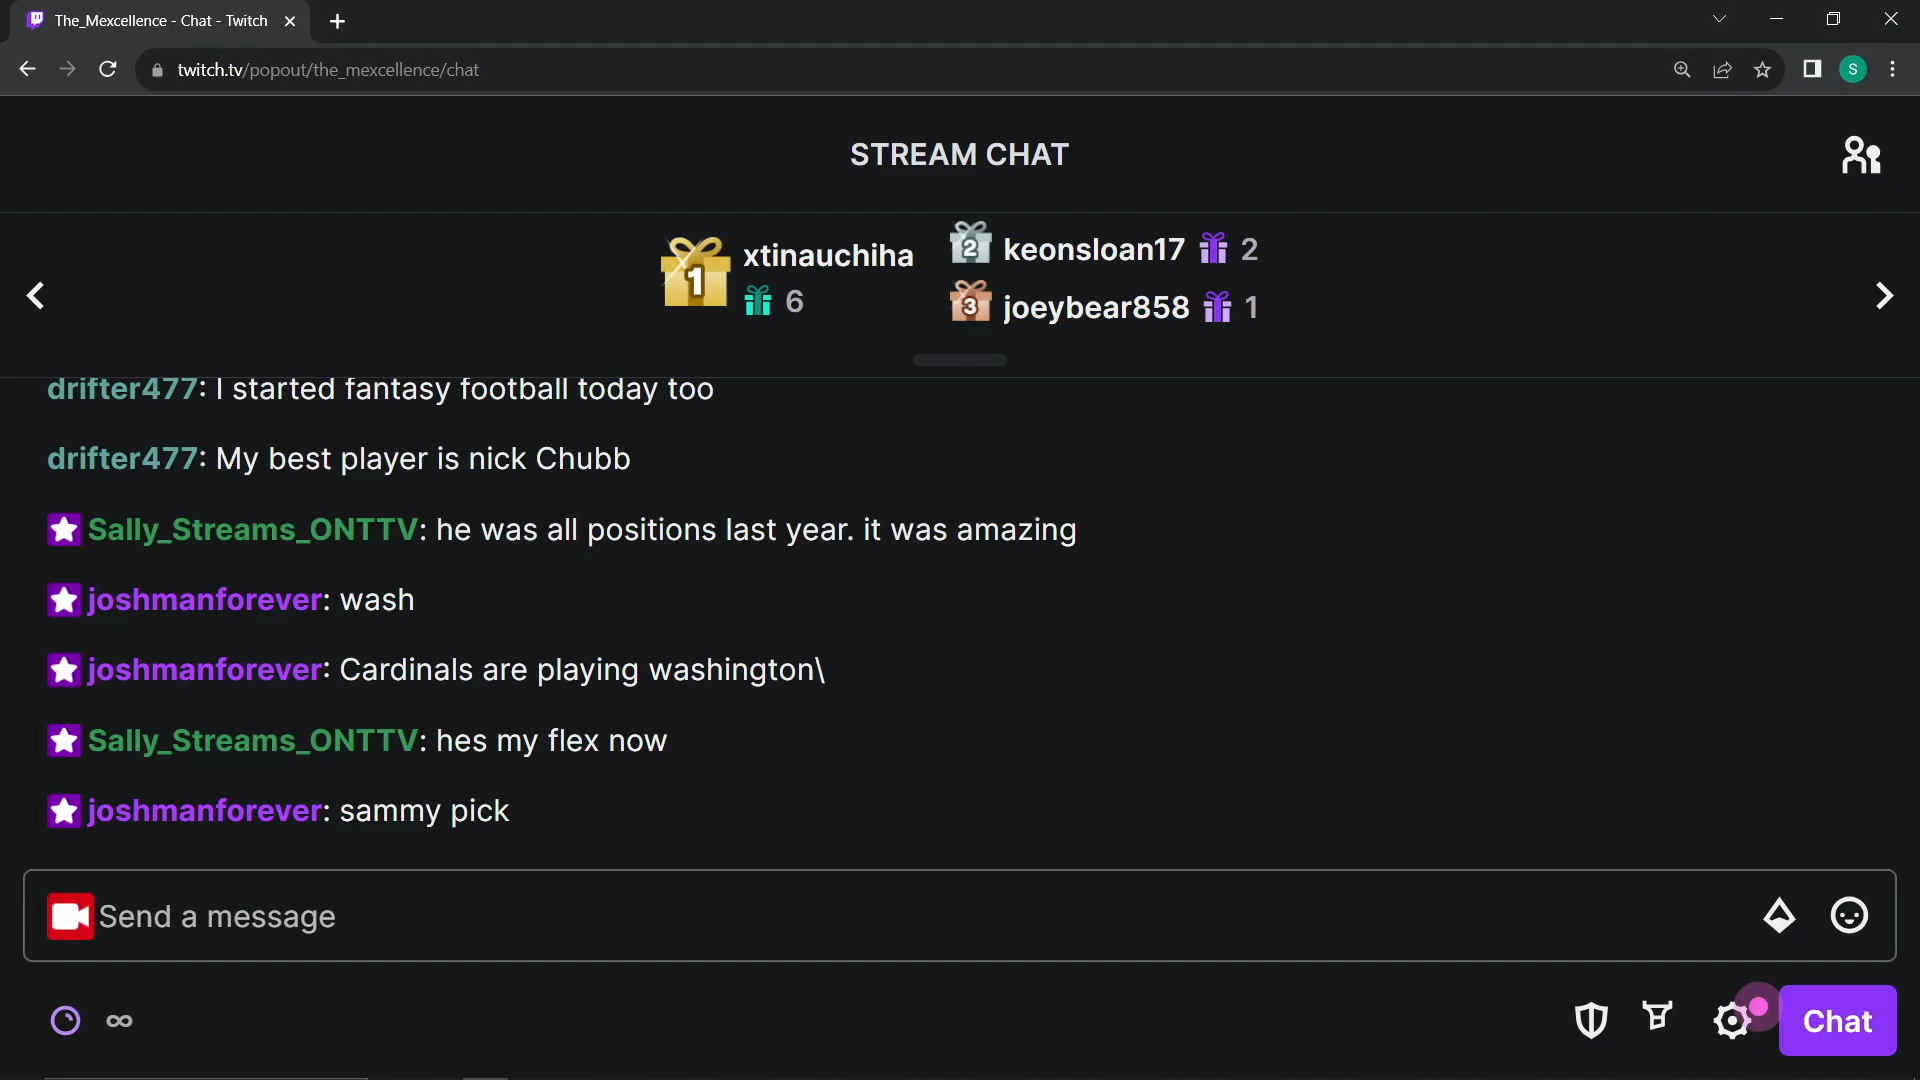 The_Mexcellence - Chat - Twitch
twitch.tv/popout/the_mexcellence/chat
S
STREAM CHAT
1 xtinauchiha
6
2 keonsloan17 2
3 joeybear858 1
drifter477: I started fantasy football today too
drifter477: My best player is nick Chubb
Sally_Streams_ONTTV: he was all positions last year. it was amazing
joshmanforever: wash
joshmanforever: Cardinals are playing washington\
Sally_Streams_ONTTV: hes my flex now
joshmanforever: sammy pick
Send a message
Chat